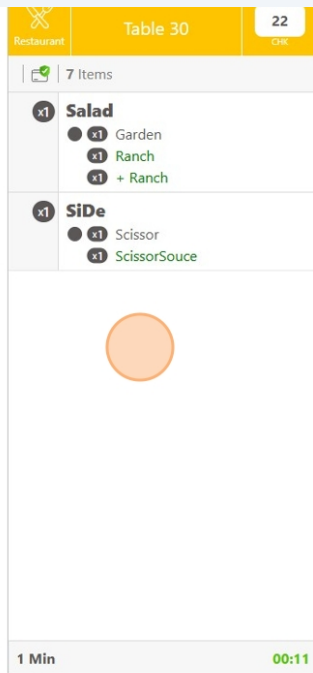 Restaurant
Table 30
22
CHK
7 Items
x1 Salad
x1 Garden
x1 Ranch
x1 + Ranch
x1 SiDe
x1 Scissor
x1 ScissorSouce
1 Min 00:11